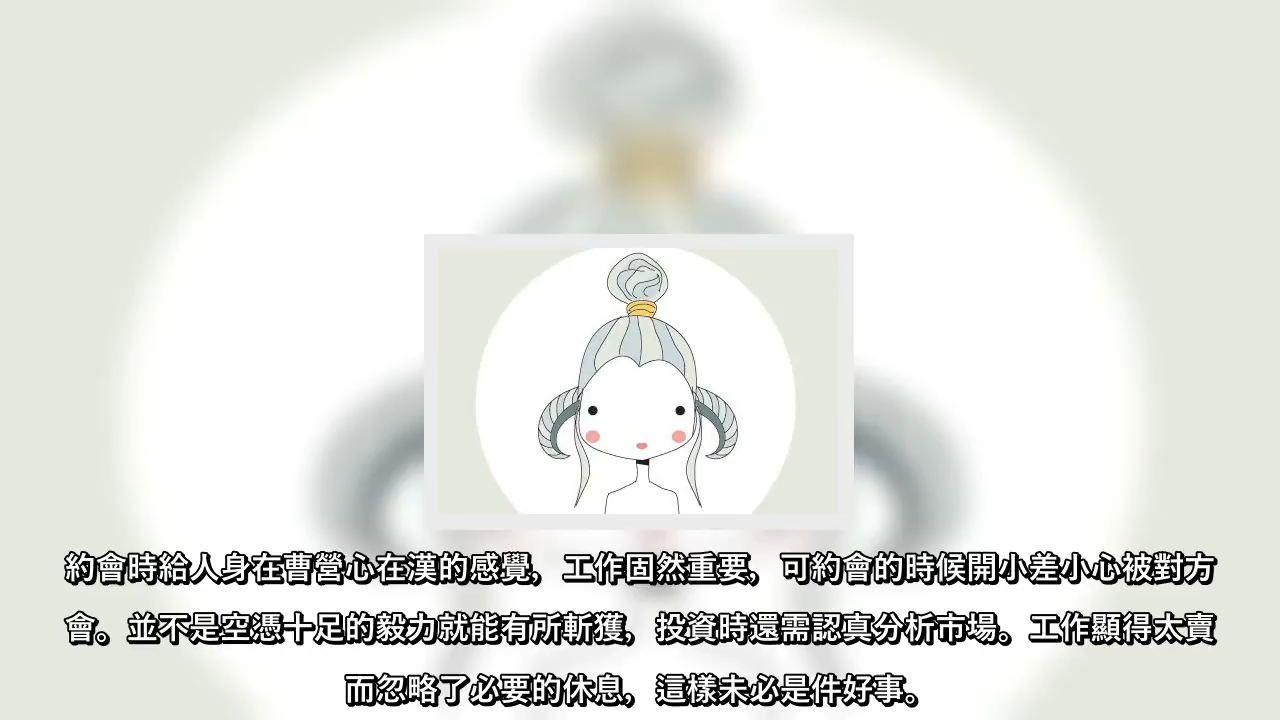 約會時給人身在曹營心在漢的感覺，工作固然重要，可約會的時候開小差小心被對方
會。並不是空憑十足的毅力就能有所斬獲，投資時還需認真分析市場。工作顯得太賣
而忽略了必要的休息，這樣未必是件好事。